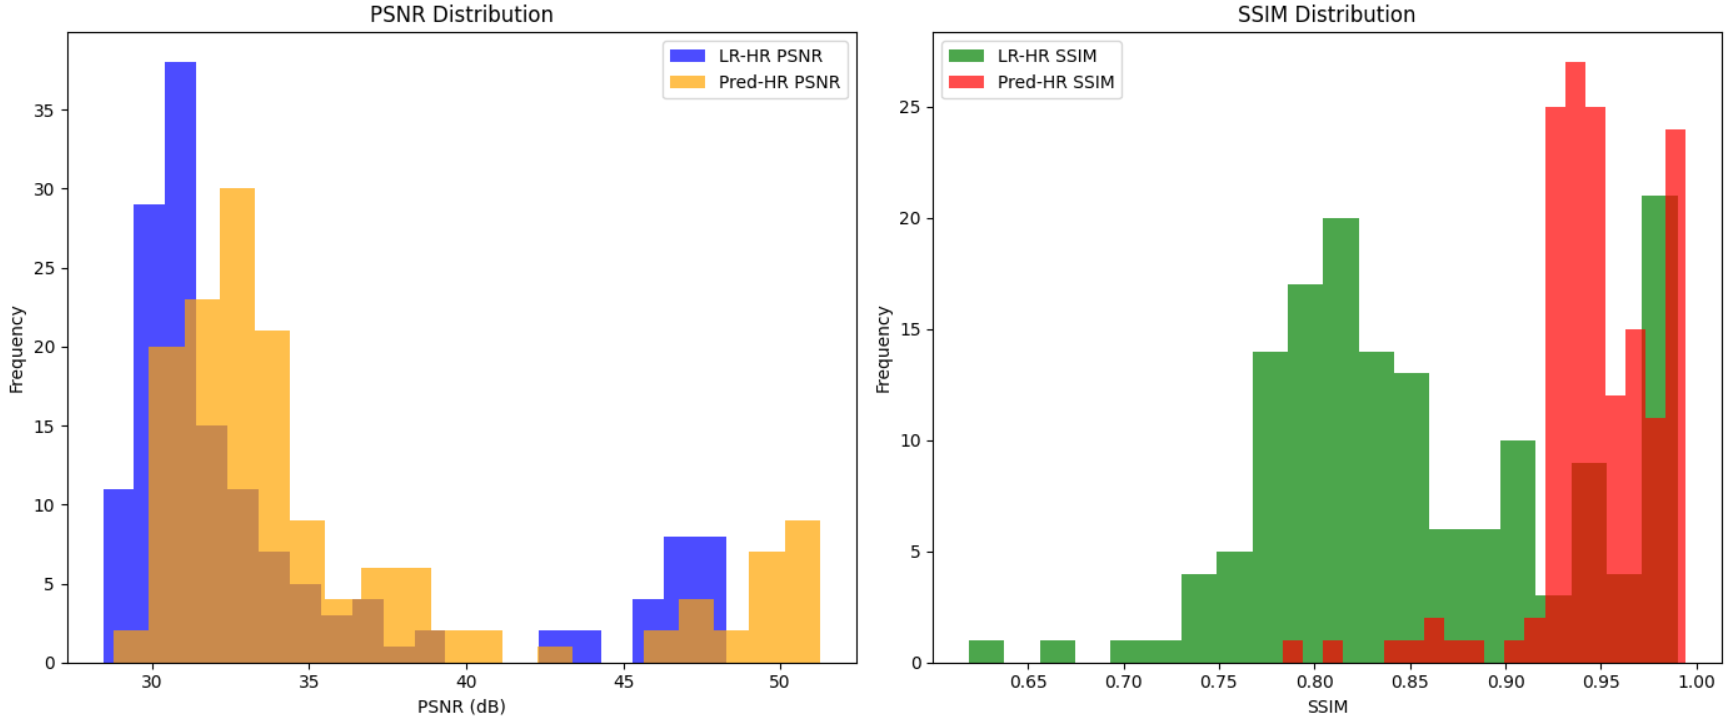 PSNR Distribution
LR-HR PSNR
Pred-HR PSNR
Frequency
35
30
25
20
15
10
5
0
30 35 40 45 50
PSNR (dB)
SSIM Distribution
LR-HR SSIM
Pred-HR SSIM
Frequency
25
20
15
10
5
0
0.65 0.70 0.75 0.80 0.85 0.90 0.95 1.00
SSIM